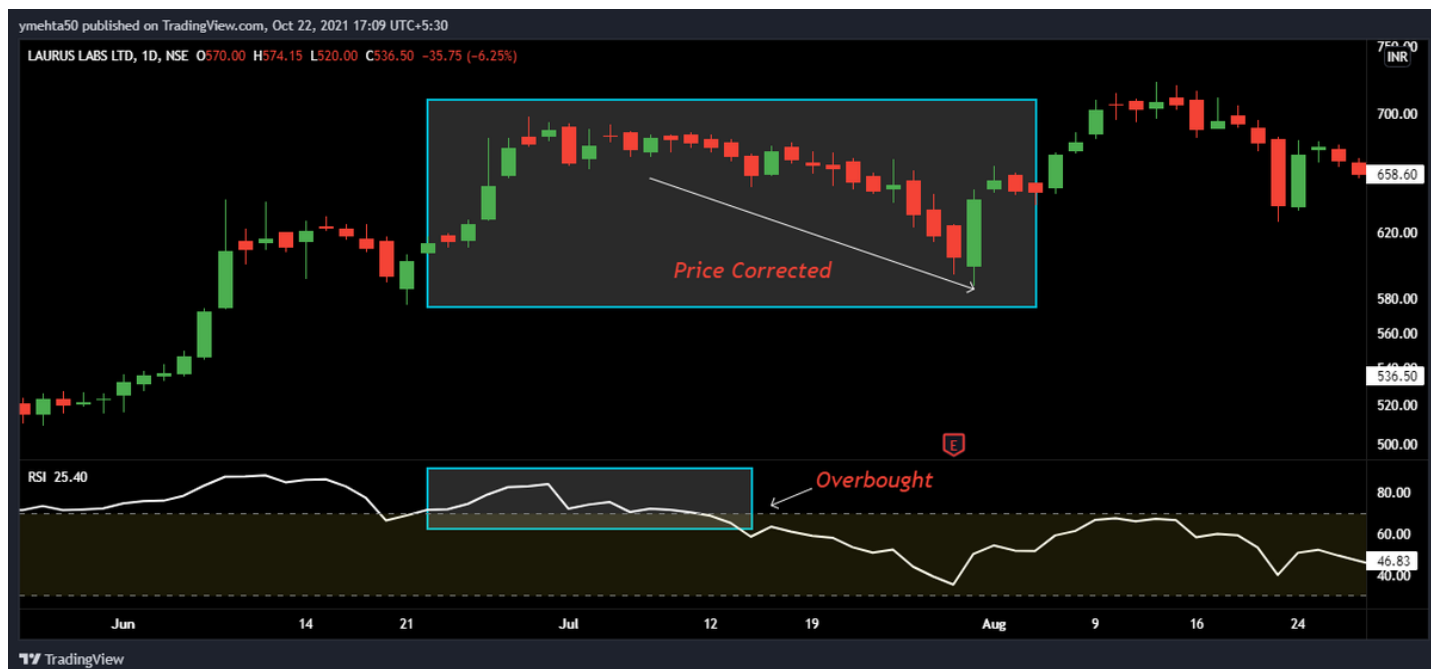 ymehta50 published on TradingView.com, Oct 22, 2021 17:09 UTC+5:30
LAURUS LABS LTD, 1D, NSE O570.00 H574.15 L520.00 C536.50 −35.75 (−6.25%)
750.00
INR
700.00
658.60
620.00
Price Corrected
580.00
560.00
536.50
520.00
500.00
E
RSI 25.40
Overbought
80.00
60.00
46.83
40.00
Jun 14 21 Jul 12 19 Aug 9 16 24
TradingView